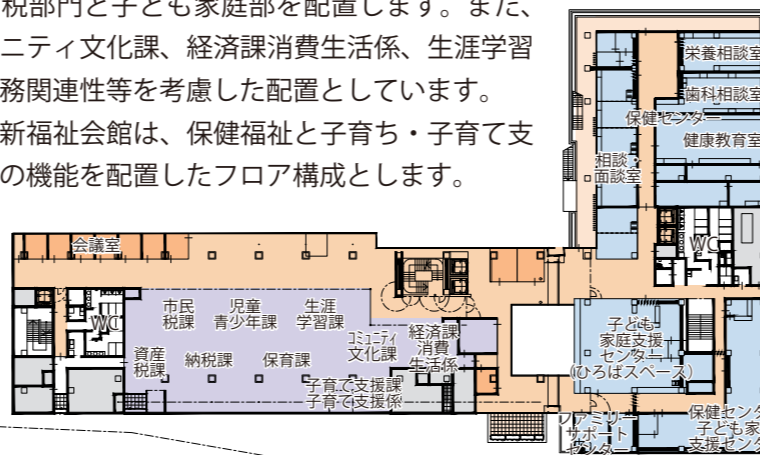 税部門と子ども家庭部を配置します。また、
ニティ文化課、経済課消費生活係、生涯学習
務関連性等を考慮した配置としています。
新福祉会館は、保健福祉と子育ち・子育て支
の機能を配置したフロア構成とします。
栄養相談室
歯科相談室
保健センター
健康教育室
相談・
面談室
WC
会議室
WC
市民
税課
児童
青少年課
生涯
学習課
コミュニティ
文化課
経済課
消費
生活係
資産
税課
納税課
保育課
子育て支援課
子育て支援係
子ども
家庭支援
センター
(ひろばスペース)
ファミリー
サポート
センター
保健センタ
子ども家
支援センタ